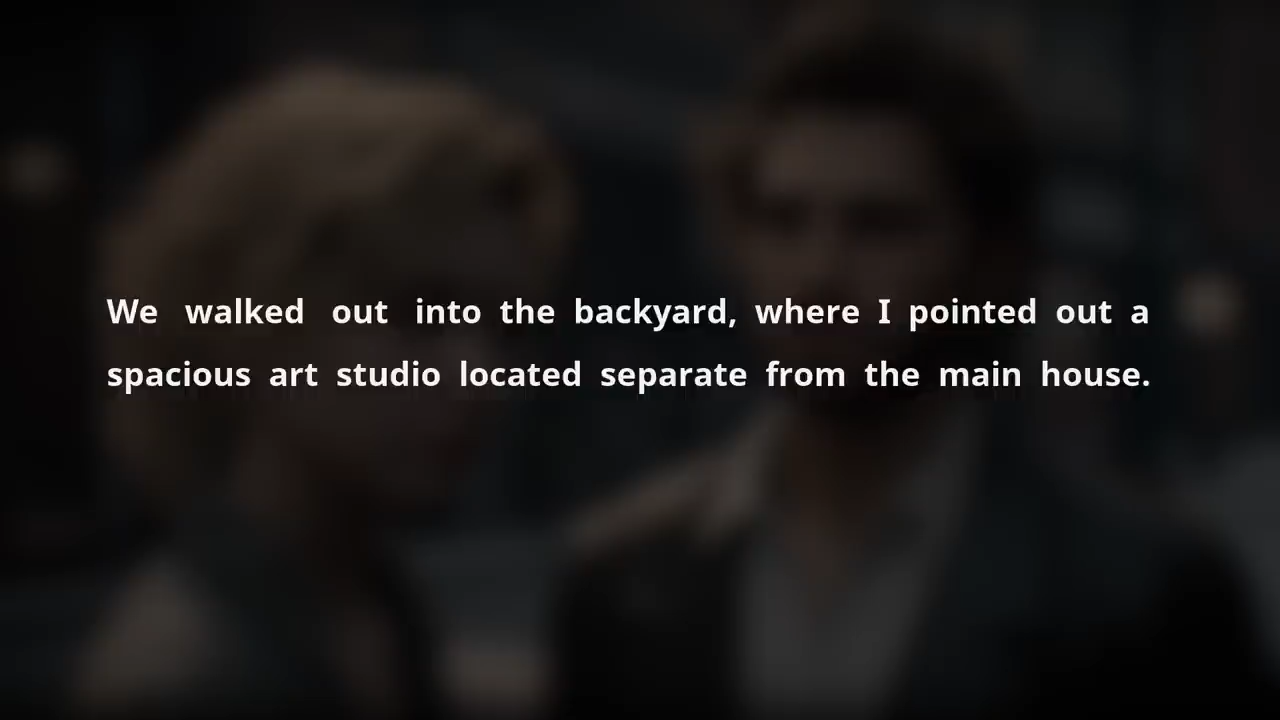 We walked out into the backyard, where I pointed out a
spacious art studio located separate from the main house.